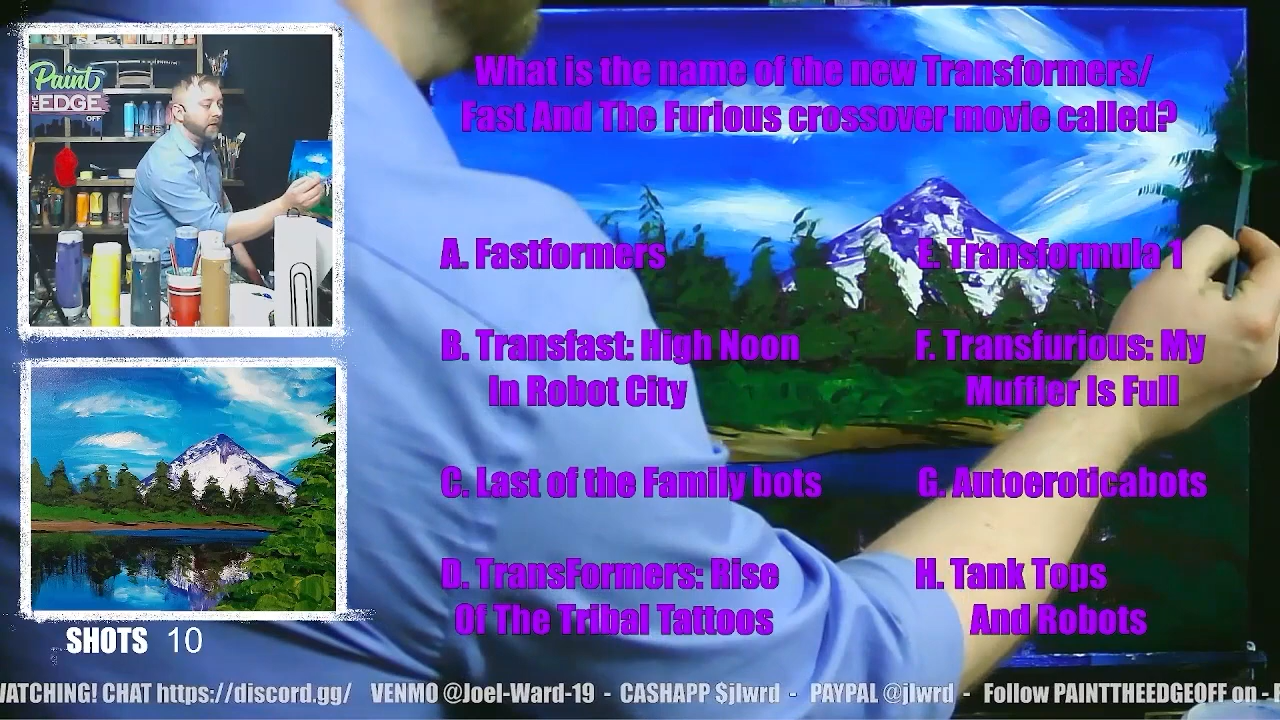 Paint
THE EDGE
OFF
What is the name of the new Transformers/
Fast And The Furious crossover movie called?
A. Fastformers
B. Transfast: High Noon
In Robot City
C. Last of the Family bots
D. TransFormers: Rise
Of The Tribal Tattoos
E. Transformula 1
F. Transfurious: My
Muffler Is Full
G. Autoeroticabots
H. Tank Tops
And Robots
SHOTS 10
WATCHING! CHAT https://discord.gg/ VENMO @Joel-Ward-19 - CASHAPP $jlwrd - PAYPAL @jlwrd - Follow PAINTTHEEDGEOFF on -